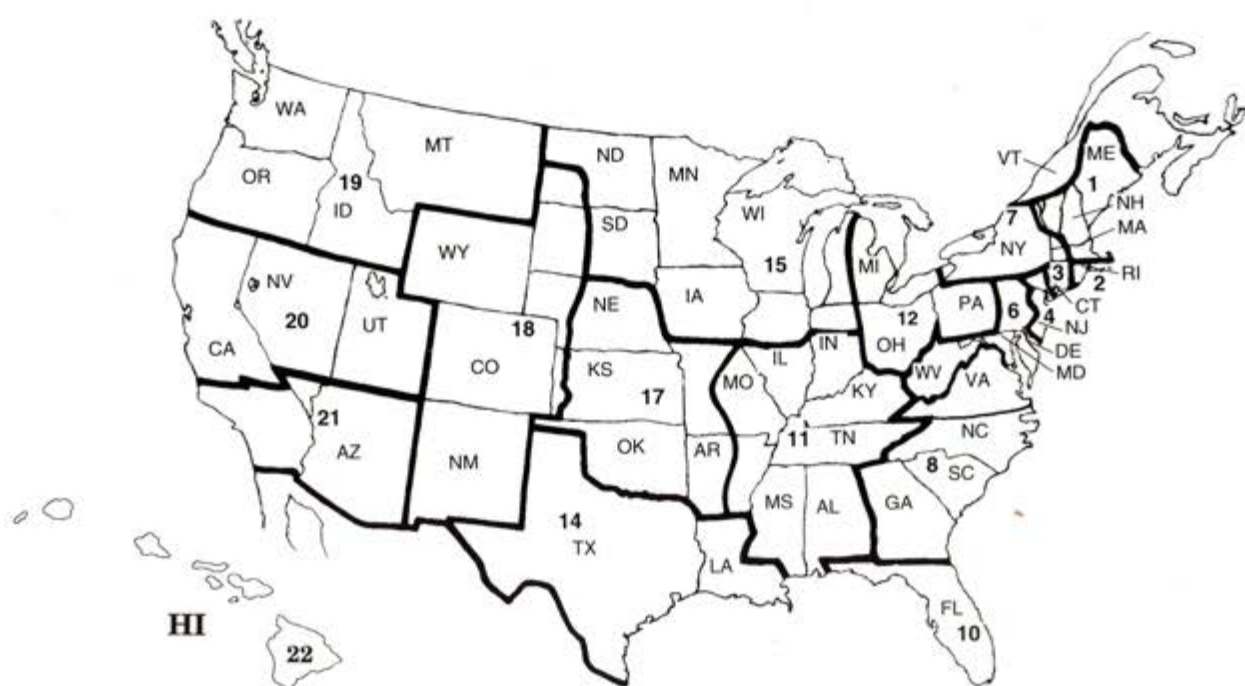 WA
MT
ND
MN
VT
ME
OR
19
ID
1
NH
WI
7
MA
SD
NY
WY
MI
15
3
RI
2
NV
NE
IA
PA
6
CT
20
UT
18
12
4
NJ
OH
DE
CA
CO
IL
IN
MD
KS
MO
WV
VA
17
KY
21
AZ
NM
OK
AR
11
TN
NC
8
SC
MS
AL
GA
14
TX
LA
FL
10
HI
22